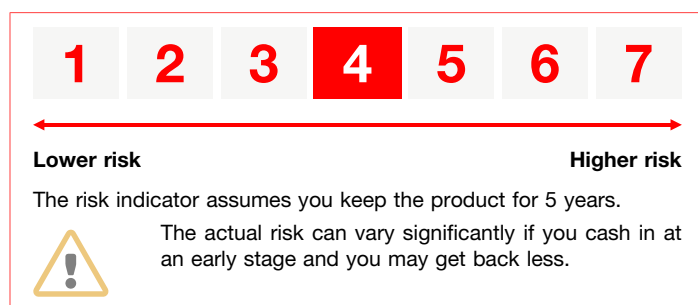 1 2 3 4 5 6 7
Lower risk Higher risk
The risk indicator assumes you keep the product for 5 years.
The actual risk can vary significantly if you cash in at
an early stage and you may get back less.